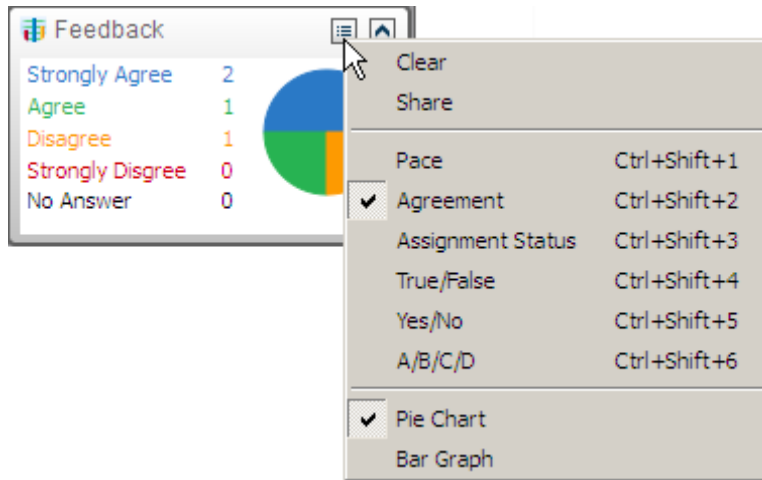 Feedback
Strongly Agree 2
Agree 1
Disagree 1
Strongly Disgree 0
No Answer 0
Clear
Share
Pace Ctrl+Shift+1
Agreement Ctrl+Shift+2
Assignment Status Ctrl+Shift+3
True/False Ctrl+Shift+4
Yes/No Ctrl+Shift+5
A/B/C/D Ctrl+Shift+6
Pie Chart
Bar Graph